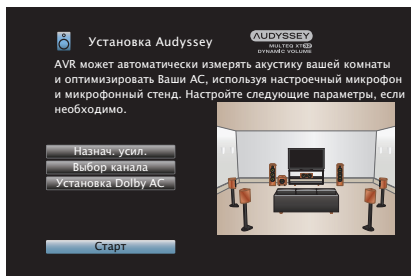 Установка Audyssey
AUDYSSEY
MULTEQ XT32
DYNAMIC VOLUME
AVR может автоматически измерять акустику вашей комнаты
и оптимизировать Ваши АС, используя настроечный микрофон
и микрофонный стенд. Настройте следующие параметры, если
необходимо.
Назнач. усил.
Выбор канала
Установка Dolby АС
Старт